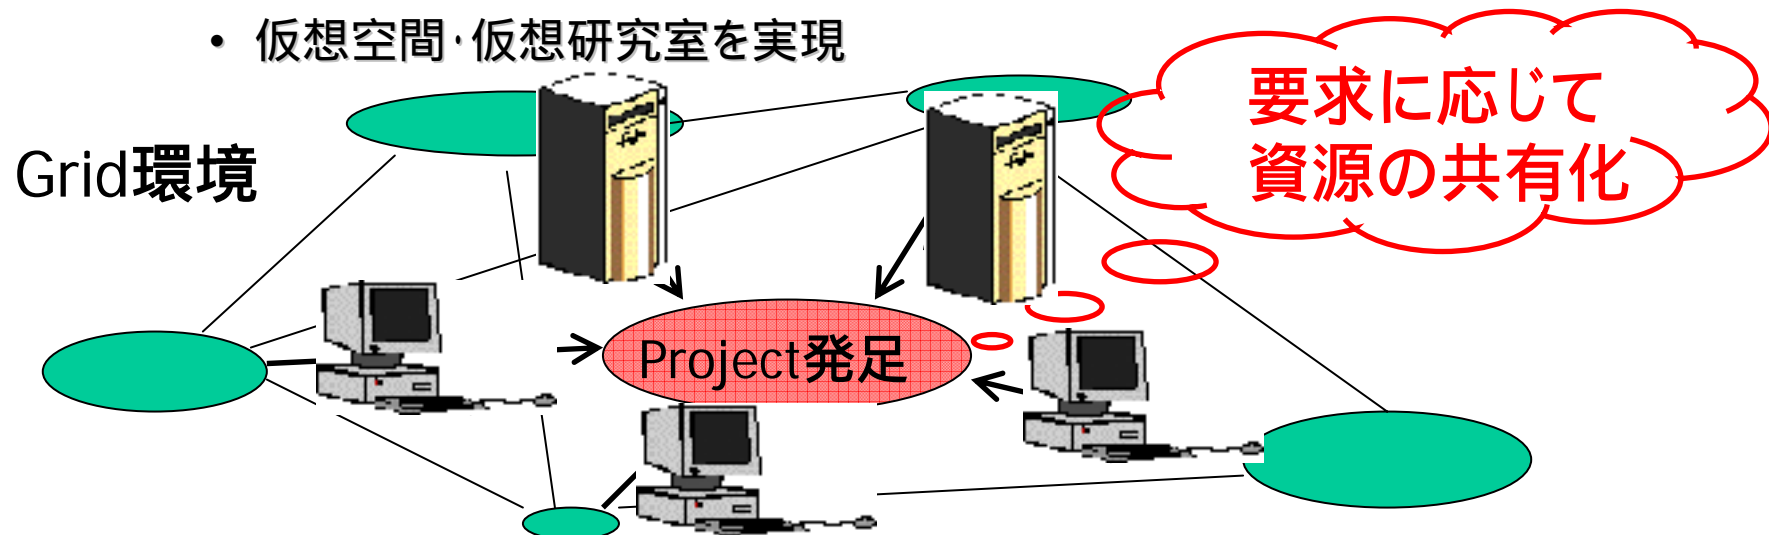 • 仮想空間・仮想研究室を実現
要求に応じて
資源の共有化
Grid環境
Project発足